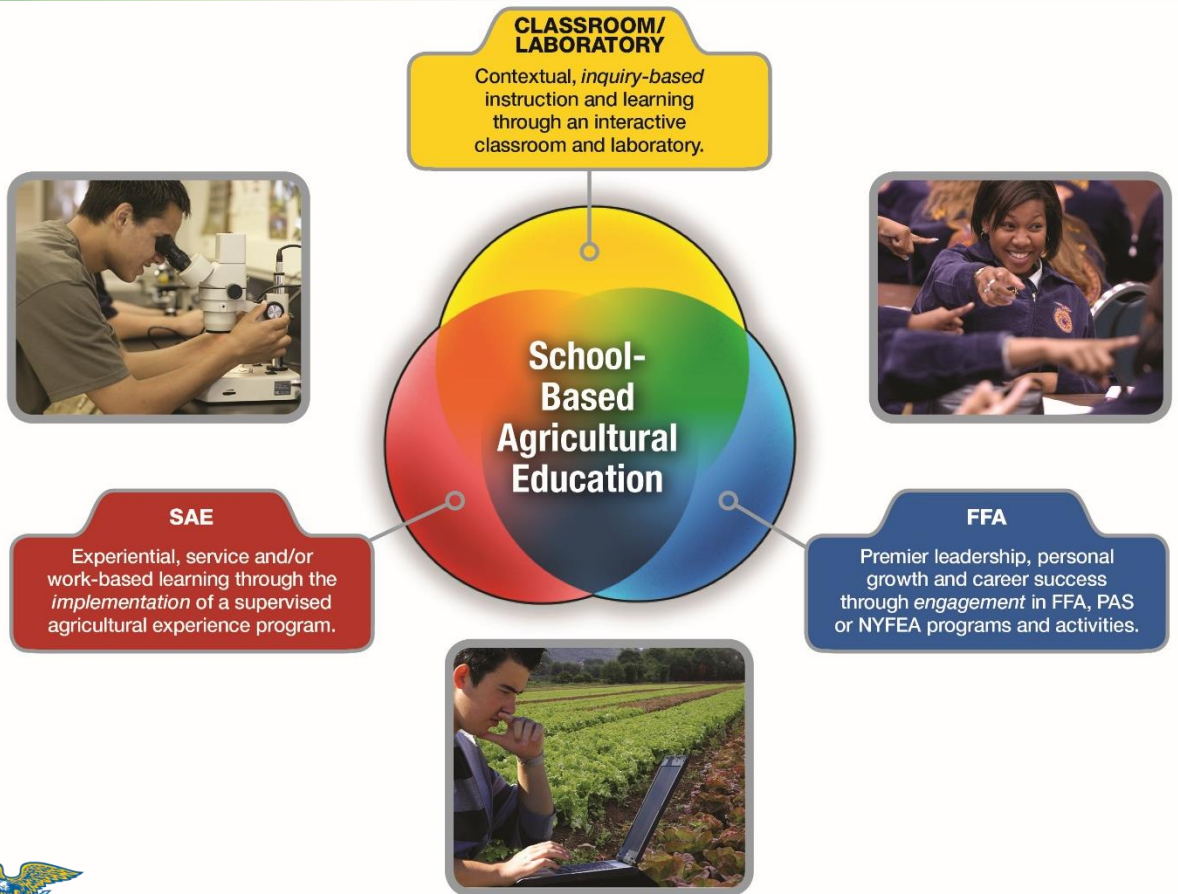 CLASSROOM/
LABORATORY
Contextual, inquiry-based
instruction and learning
through an interactive
classroom and laboratory.
School-
Based
Agricultural
Education
SAE
Experiential, service and/or
work-based learning through the
implementation of a supervised
agricultural experience program.
FFA
Premier leadership, personal
growth and career success
through engagement in FFA, PAS
or NYFEA programs and activities.